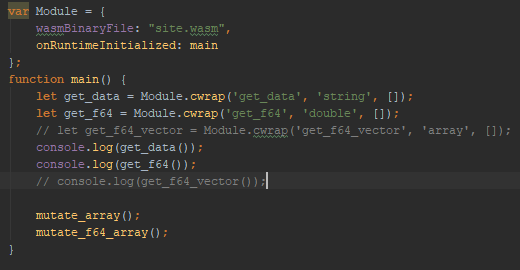 var Module = {
    wasmBinaryFile: "site.wasm",
    onRuntimeInitialized: main
};
function main() {
    let get_data = Module.cwrap('get_data', 'string', []);
    let get_f64 = Module.cwrap('get_f64', 'double', []);
    // let get_f64_vector = Module.cwrap('get_f64_vector', 'array', []);
    console.log(get_data());
    console.log(get_f64());
    // console.log(get_f64_vector());
    mutate_array();
    mutate_f64_array();
}